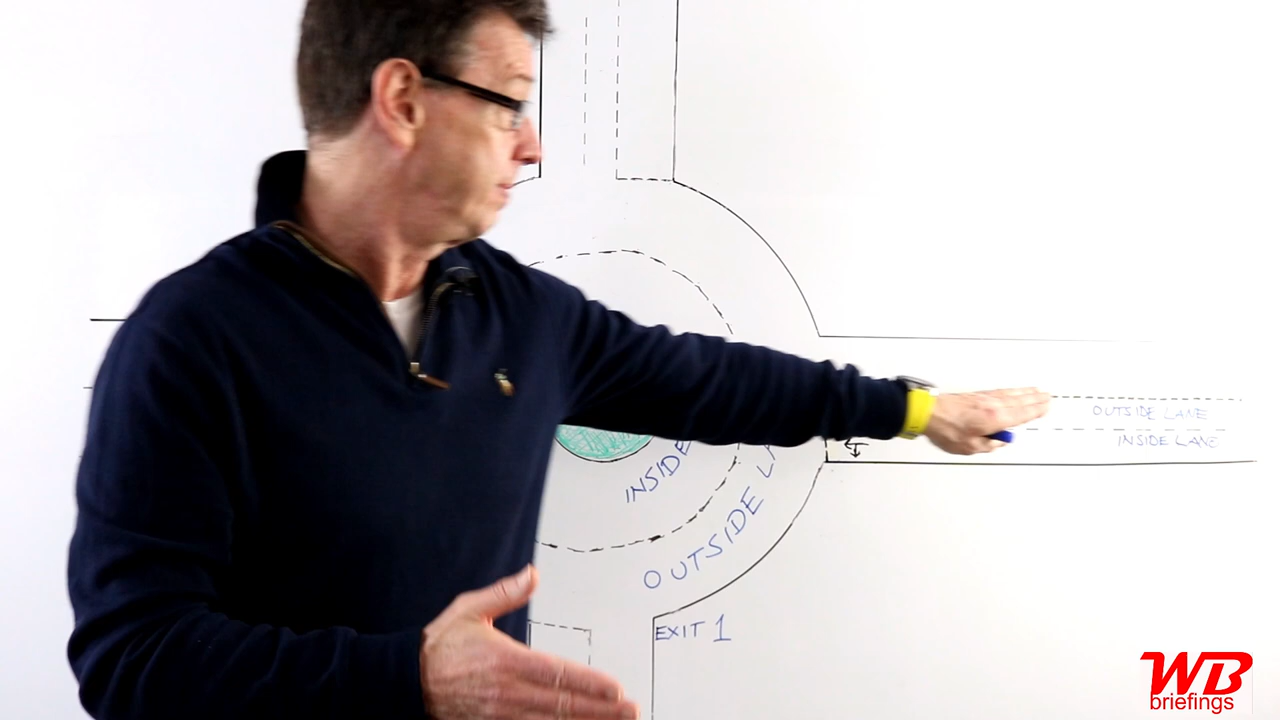 OUTSIDE LANE
INSIDE LANE
INSIDE
OUTSIDE
EXIT 1
WB
briefings